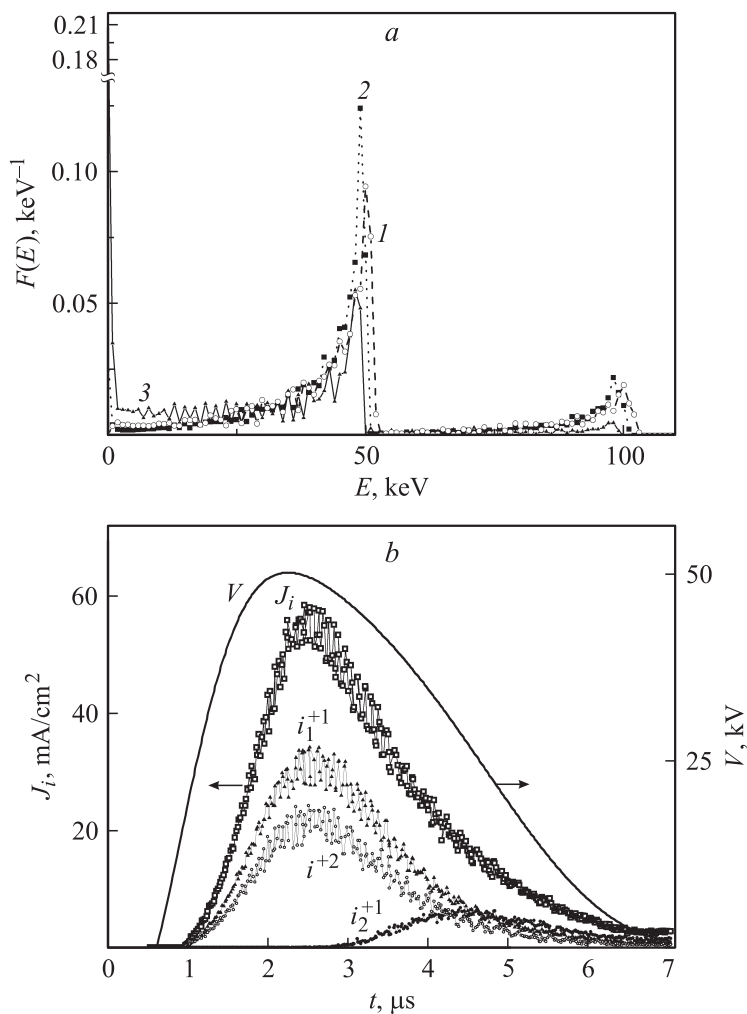 a
0.21
0.18
0.10
0.05
F(E), keV⁻¹
2
1
3
0
50
100
E, keV
b
60
40
20
Jᵢ, mA/cm²
V
Jᵢ
i₁⁺¹
i⁺²
i₂⁺¹
50
25
V, kV
0 1 2 3 4 5 6 7
t, μs